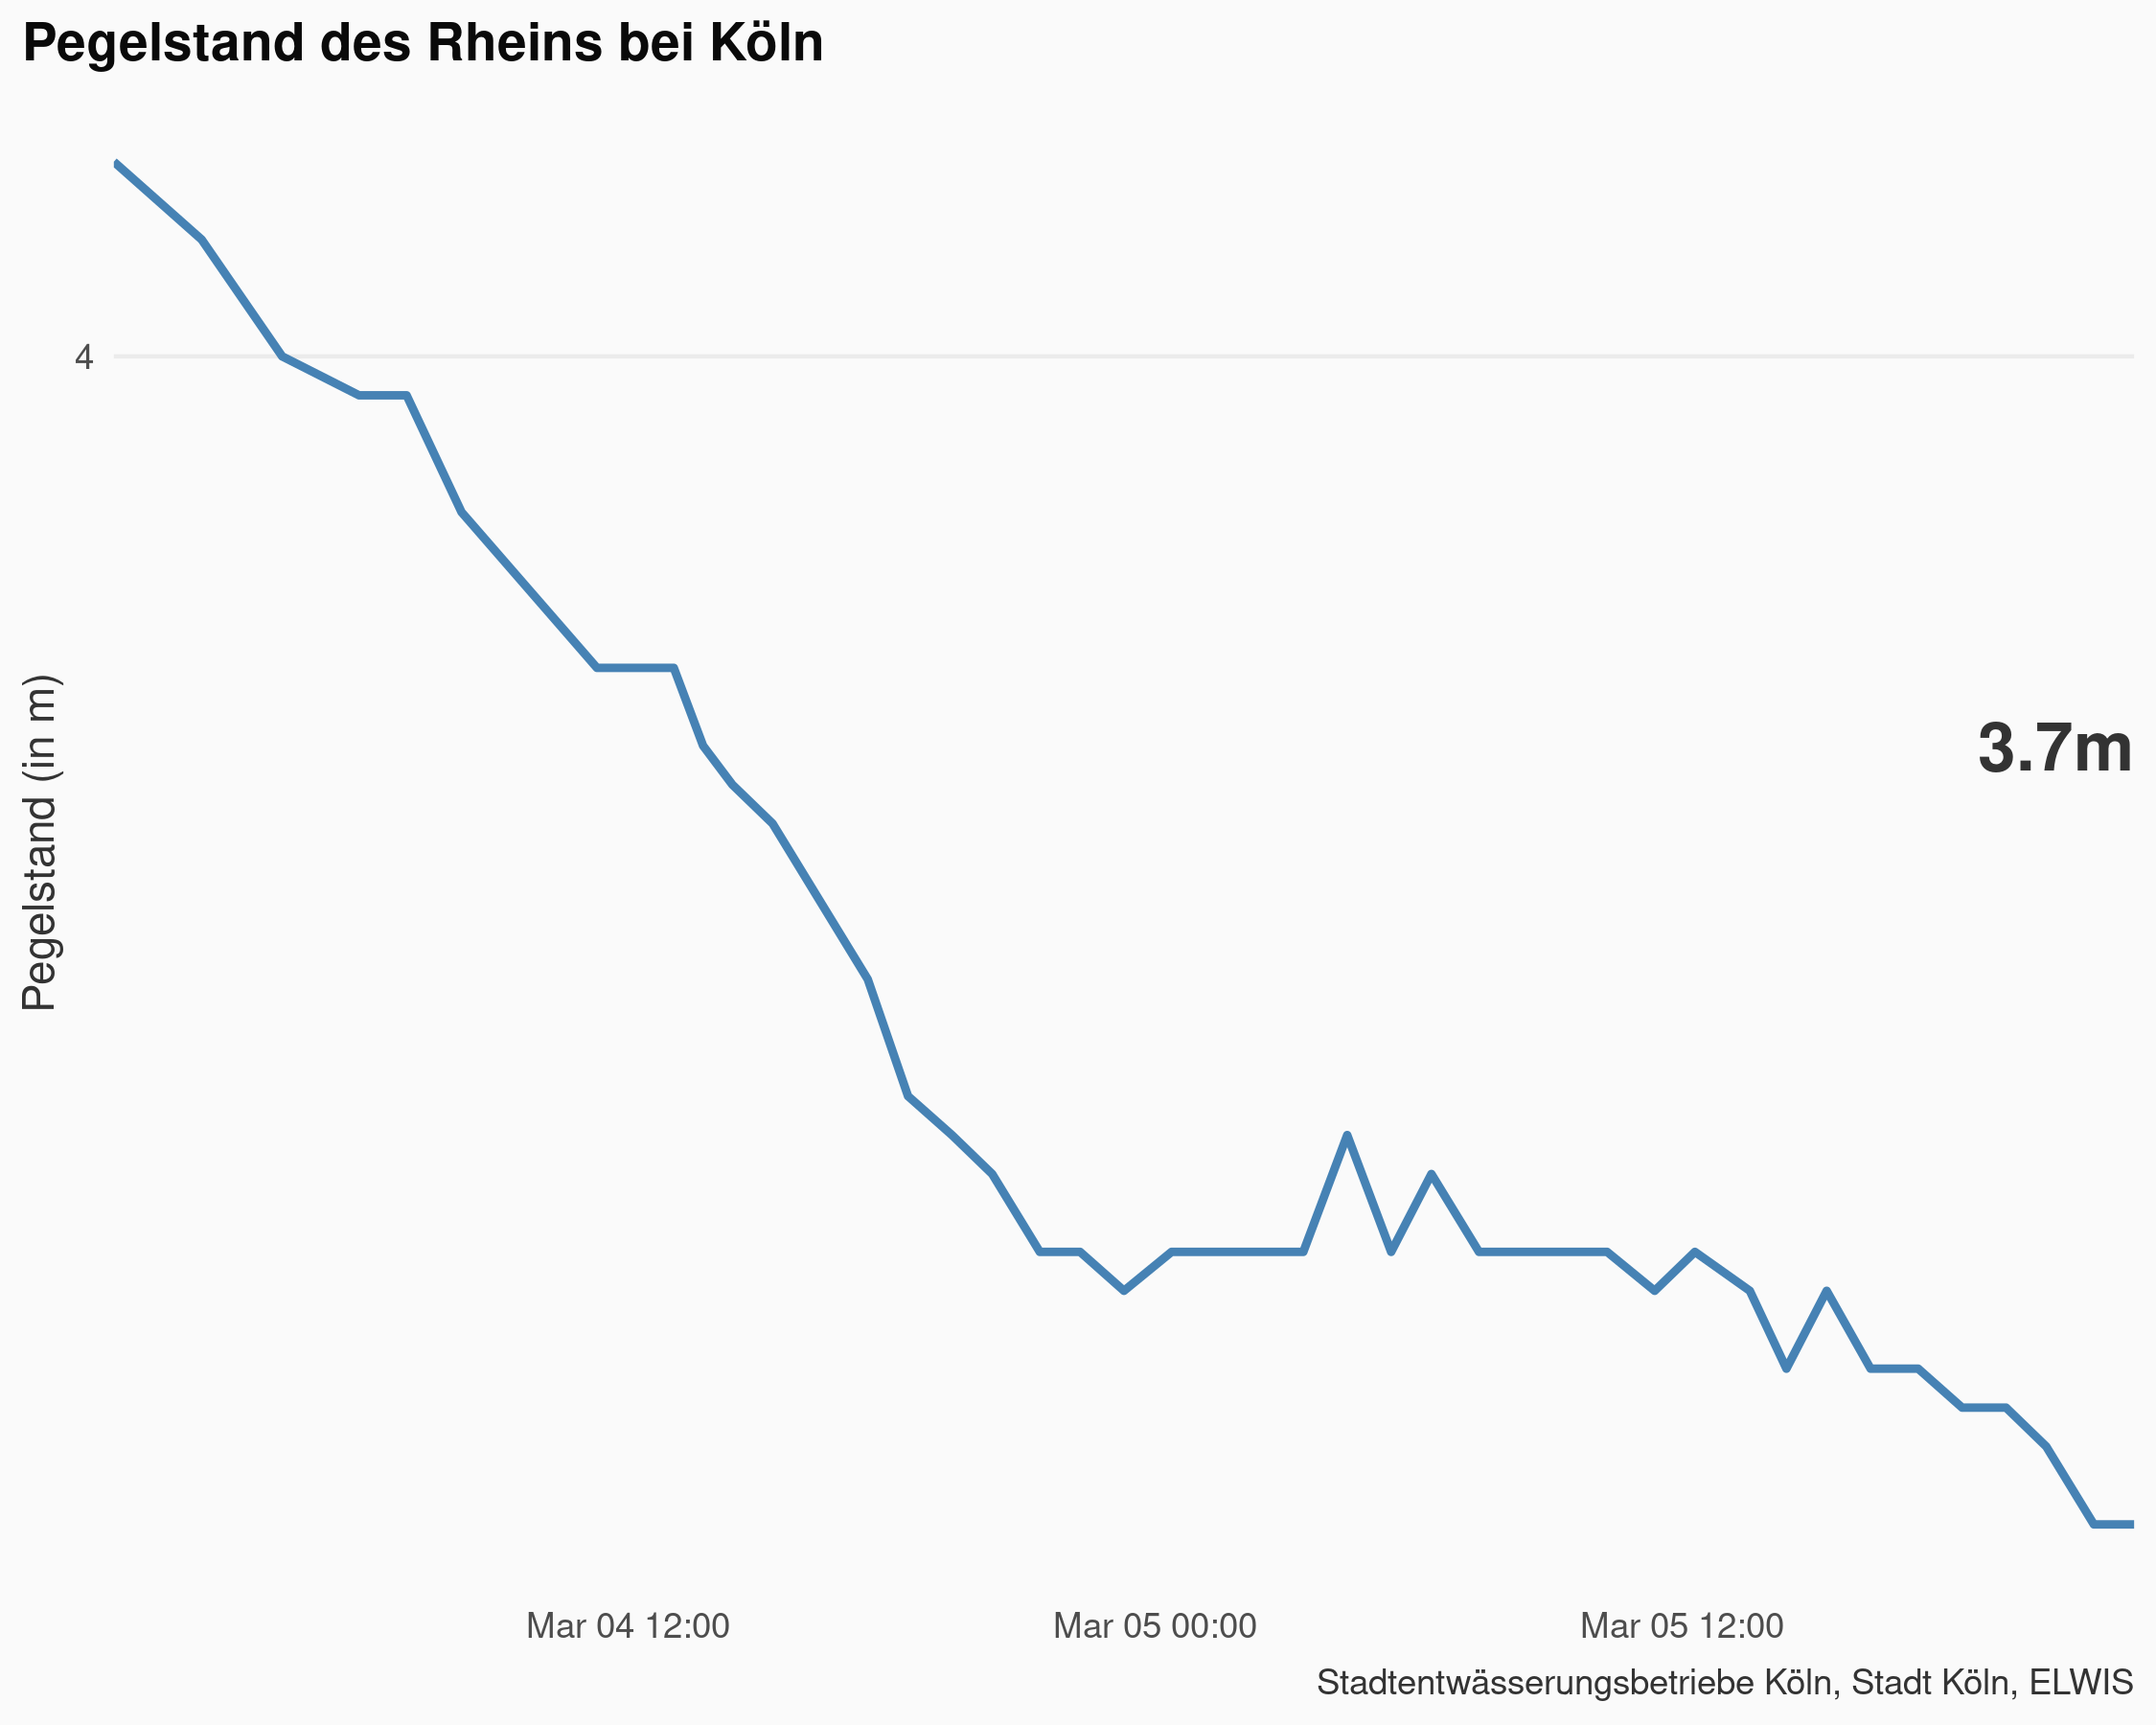 Pegelstand des Rheins bei Köln
4
Pegelstand (in m)
3.7m
Mar 04 12:00
Mar 05 00:00
Mar 05 12:00
Stadtentwässerungsbetriebe Köln, Stadt Köln, ELWIS